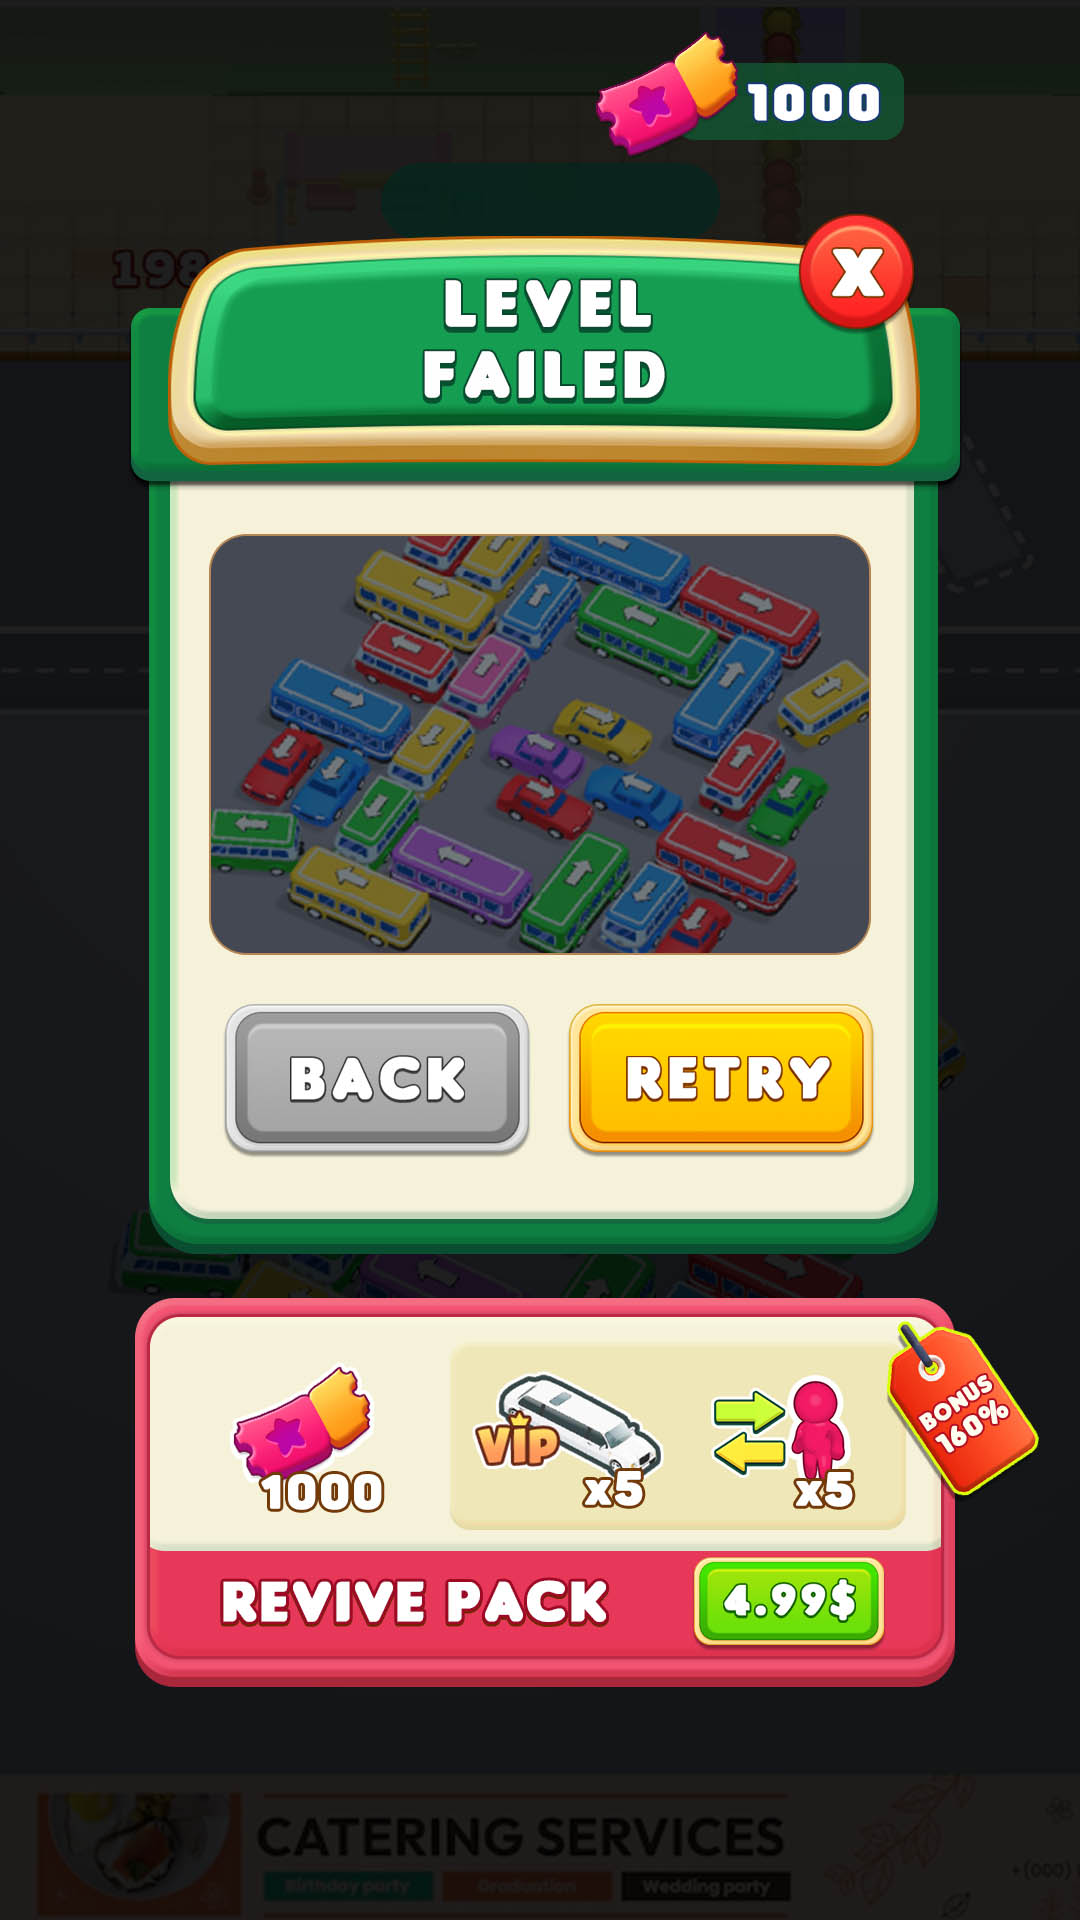 1000
198
X
LEVEL
FAILED
BACK
RETRY
1000
VIP
x5
x5
BONUS
160%
REVIVE PACK
4.99$
CATERING SERVICES
Birthday party
Graduation
Wedding party
+(000)